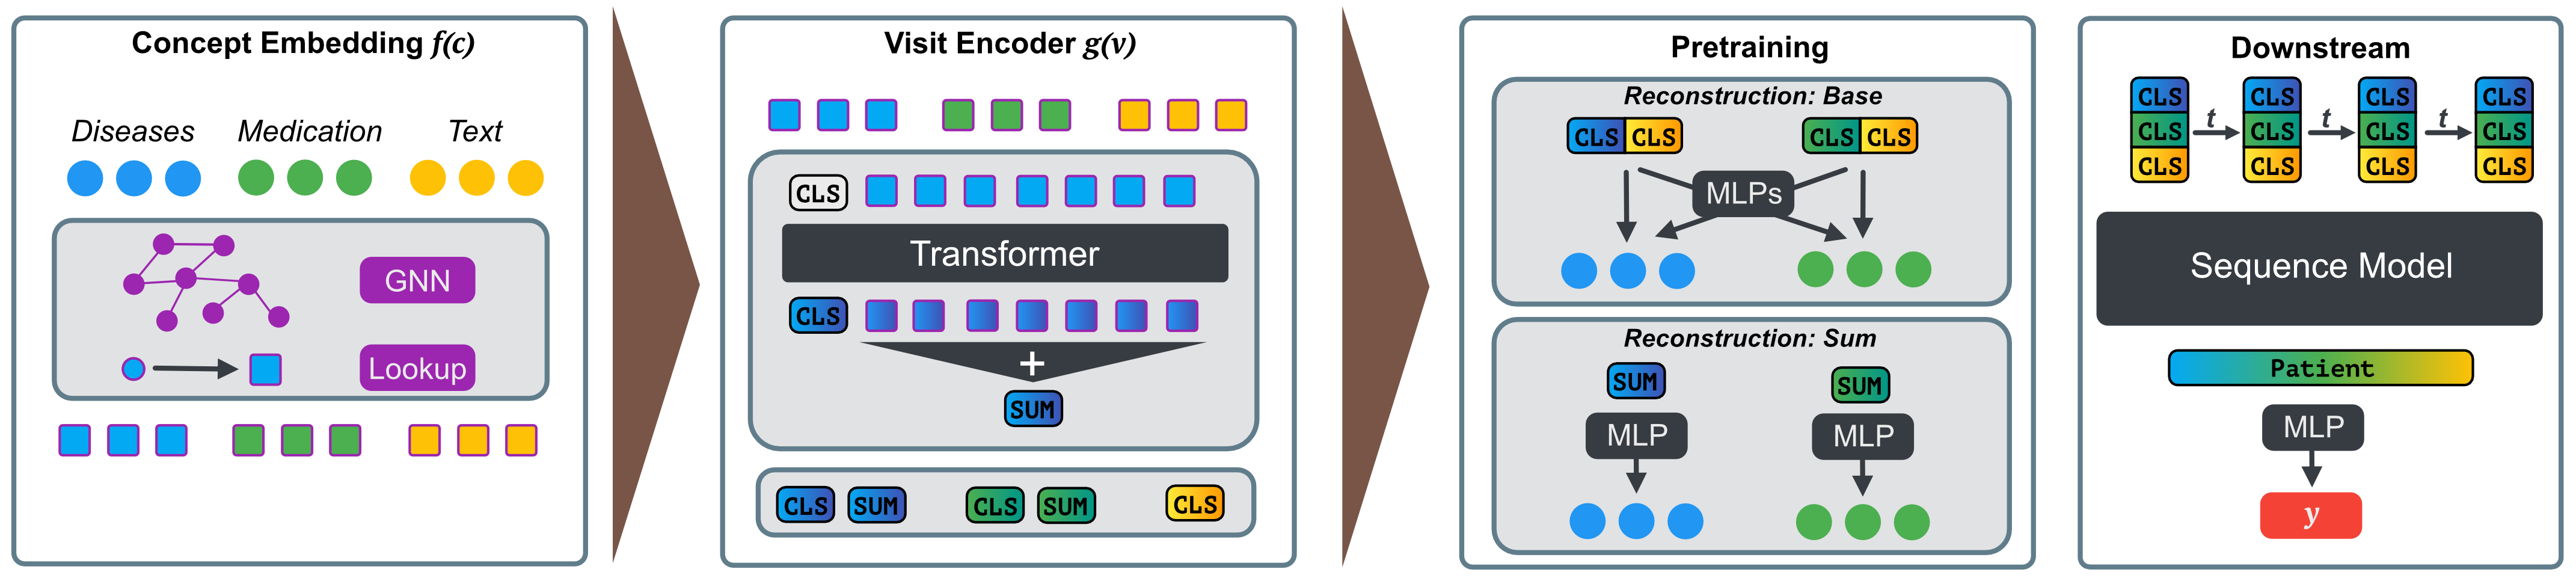 Concept Embedding f(c)
Diseases Medication Text
GNN
Lookup
Visit Encoder g(v)
CLS
Transformer
CLS
+
SUM
CLS SUM CLS SUM CLS
Pretraining
Reconstruction: Base
CLS CLS CLS CLS
MLPs
Reconstruction: Sum
SUM SUM
MLP MLP
Downstream
CLS CLS CLS CLS
CLS t CLS t CLS t CLS
CLS CLS CLS CLS
Sequence Model
Patient
MLP
y